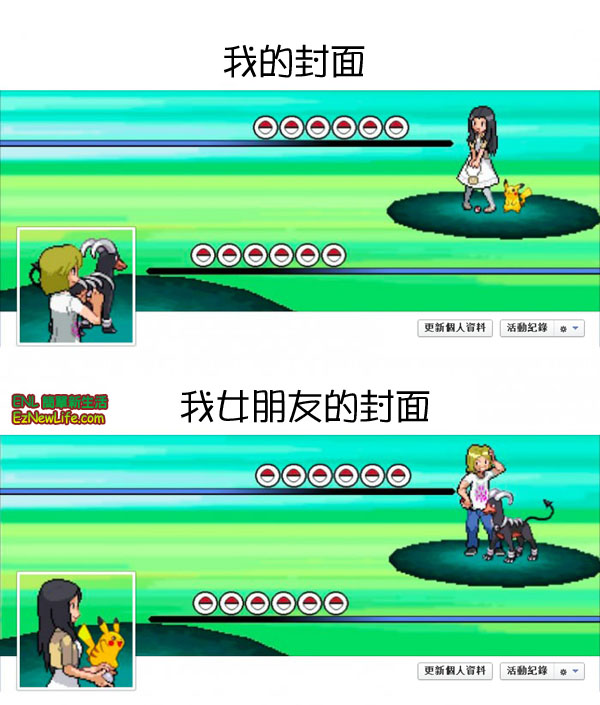 我的封面
更新個人資料
活動紀錄
ENL 簡單新生活
EzNewLife.com
我女朋友的封面
更新個人資料
活動紀錄